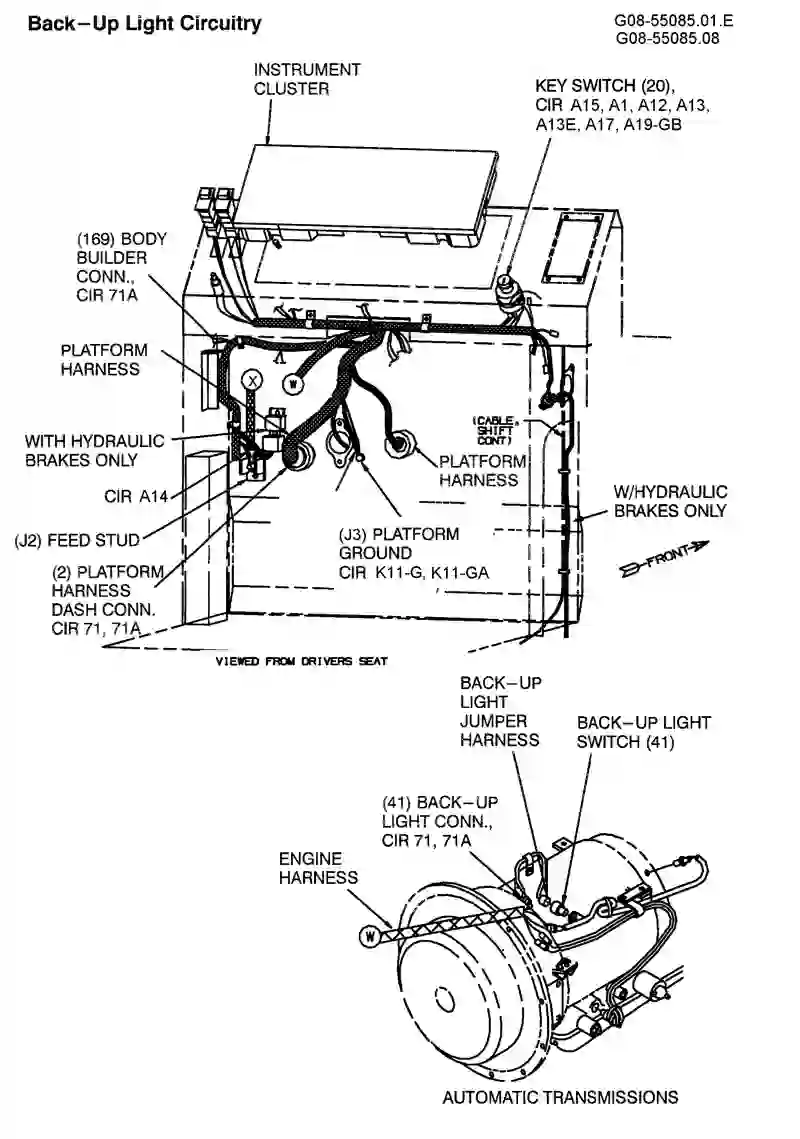 Back-Up Light Circuitry
G08-55085.01.E
G08-55085.08
INSTRUMENT
CLUSTER
KEY SWITCH (20),
CIR A15, A1, A12, A13,
A13E, A17, A19-GB
(169) BODY
BUILDER
CONN.,
CIR 71A
PLATFORM
HARNESS
X
W
(CABLE,
SHIFT
CONT)
WITH HYDRAULIC
BRAKES ONLY
PLATFORM
HARNESS
CIR A14
W/HYDRAULIC
BRAKES ONLY
(J2) FEED STUD
(J3) PLATFORM
GROUND
CIR K11-G, K11-GA
FRONT
(2) PLATFORM
HARNESS
DASH CONN.
CIR 71, 71A
VIEWED FROM DRIVERS SEAT
BACK-UP
LIGHT
JUMPER
HARNESS
BACK-UP LIGHT
SWITCH (41)
(41) BACK-UP
LIGHT CONN.,
CIR 71, 71A
ENGINE
HARNESS
W
AUTOMATIC TRANSMISSIONS